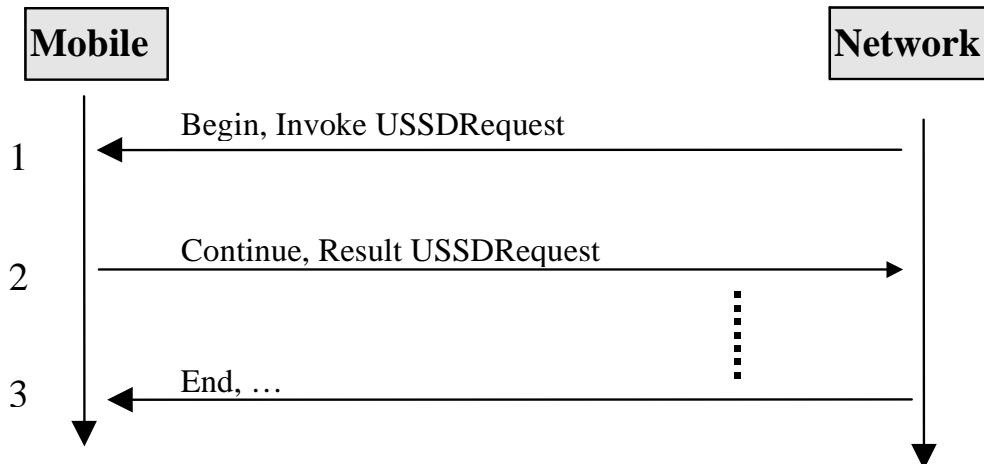 Mobile
Network
Begin, Invoke USSDRequest
1
Continue, Result USSDRequest
2
End, …
3